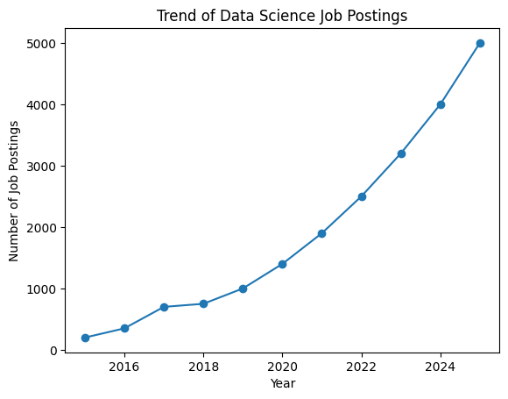 Trend of Data Science Job Postings
Number of Job Postings
5000
4000
3000
2000
1000
0
2016 2018 2020 2022 2024
Year